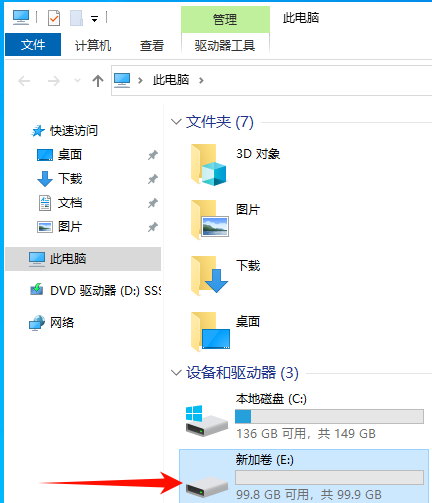 管理
此电脑
文件
计算机
查看
驱动器工具
此电脑
快速访问
桌面
下载
文档
图片
此电脑
DVD 驱动器 (D:) SSS
网络
文件夹 (7)
3D 对象
图片
下载
桌面
设备和驱动器 (3)
本地磁盘 (C:)
136 GB 可用，共 149 GB
新加卷 (E:)
99.8 GB 可用，共 99.9 GB